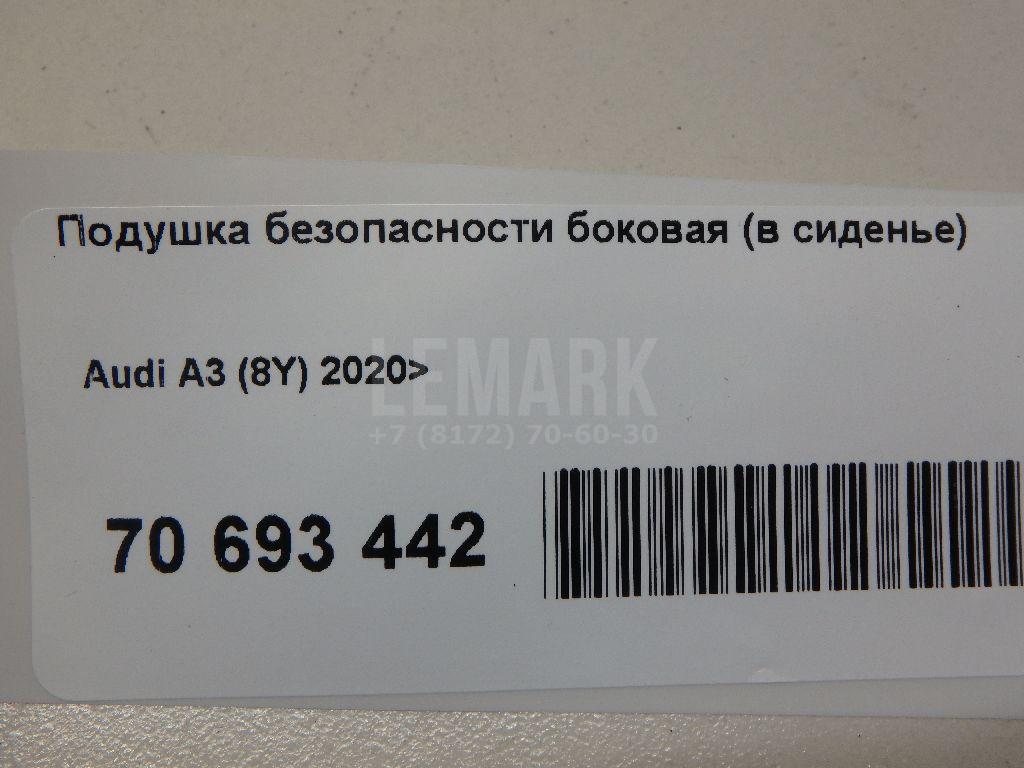 Подушка безопасности боковая (в сиденье)
Audi A3 (8Y) 2020>
LEMARK
+7 (8172) 70-60-30
70 693 442